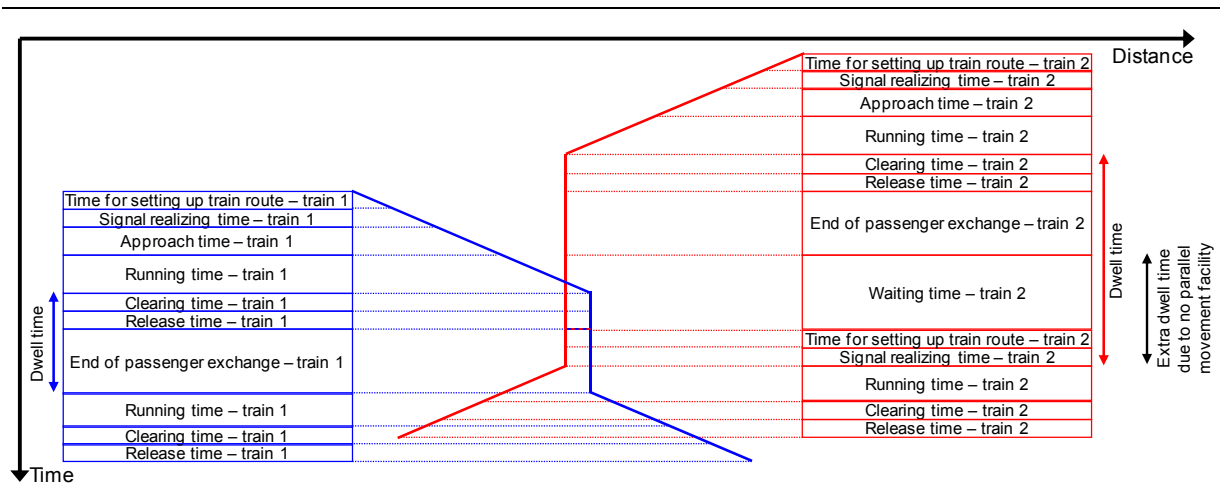 Distance
Time for setting up train route – train 2
Signal realizing time – train 2
Approach time – train 2
Running time – train 2
Clearing time – train 2
Release time – train 2
End of passenger exchange – train 2
Waiting time – train 2
Time for setting up train route – train 2
Signal realizing time – train 2
Running time – train 2
Clearing time – train 2
Release time – train 2
Dwell time
Extra dwell time
due to no parallel
movement facility
Time for setting up train route – train 1
Signal realizing time – train 1
Approach time – train 1
Running time – train 1
Clearing time – train 1
Release time – train 1
End of passenger exchange – train 1
Running time – train 1
Clearing time – train 1
Release time – train 1
Dwell time
Time